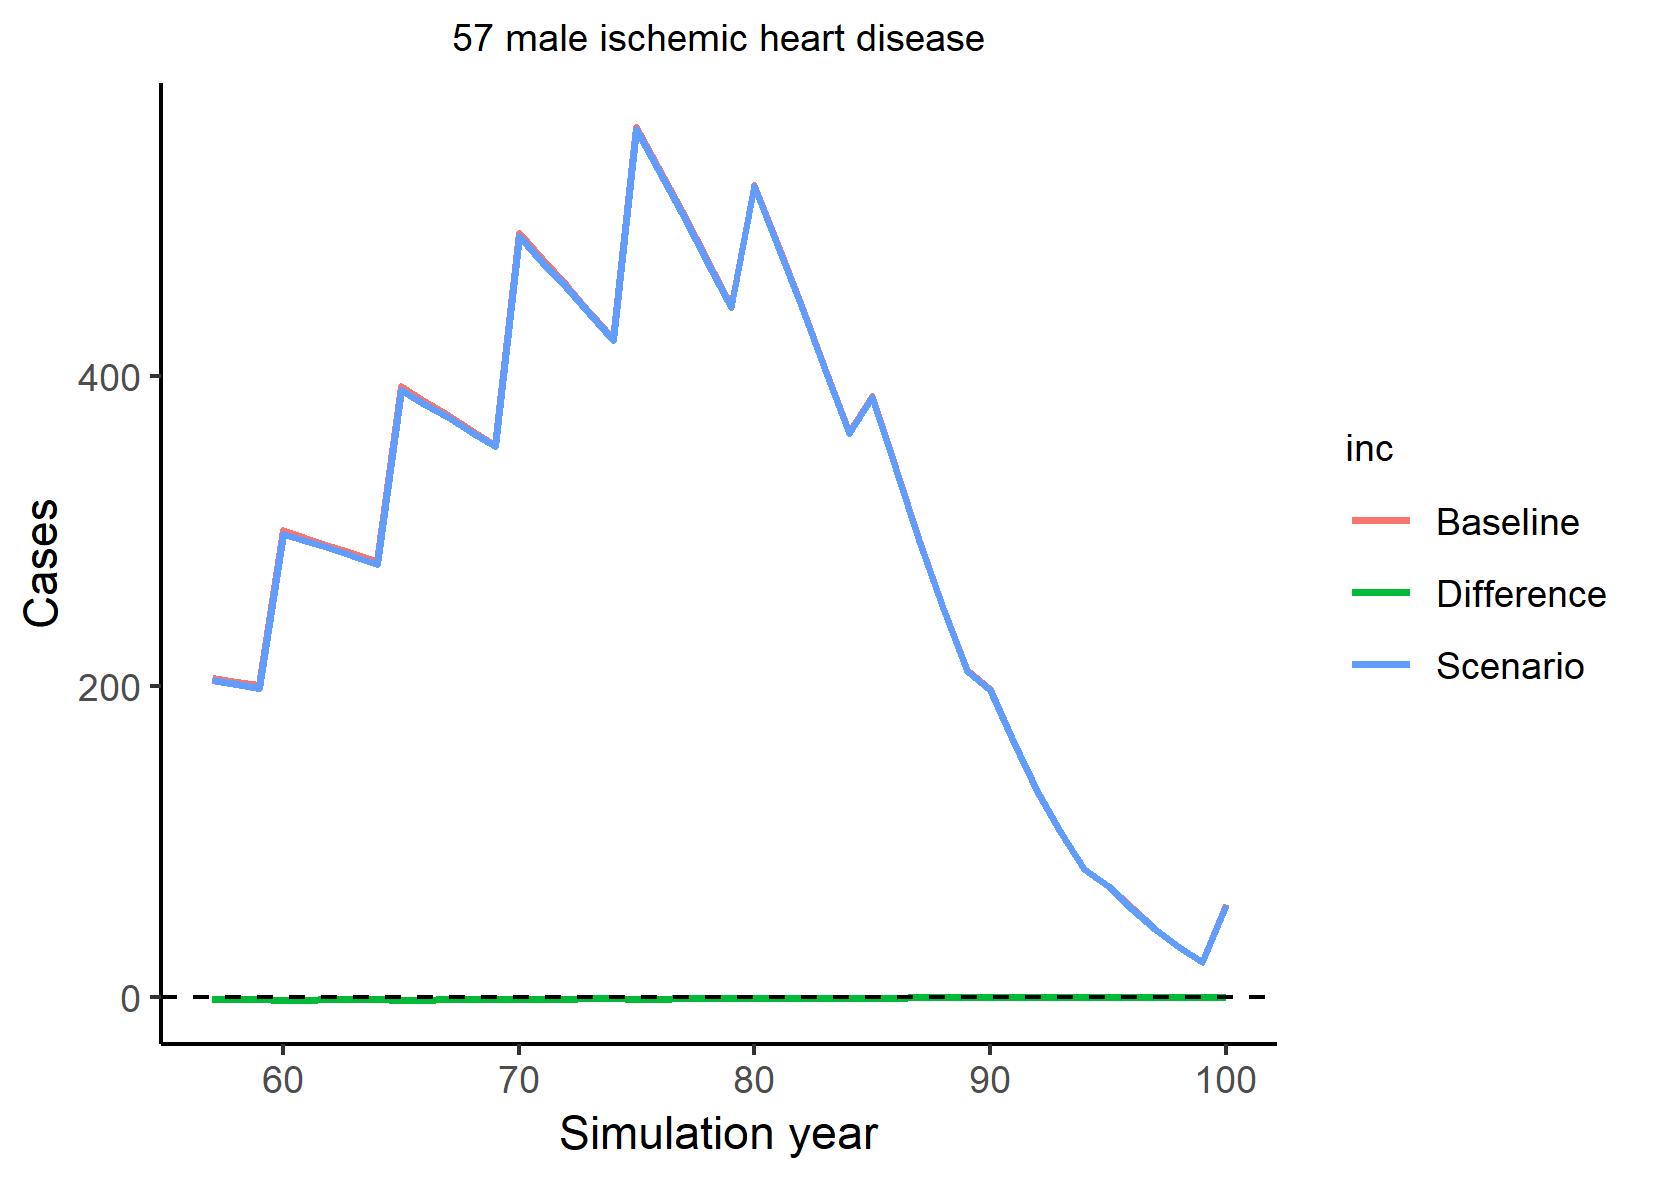 57 male ischemic heart disease
Cases
400
200
0
60 70 80 90 100
Simulation year
inc
Baseline
Difference
Scenario